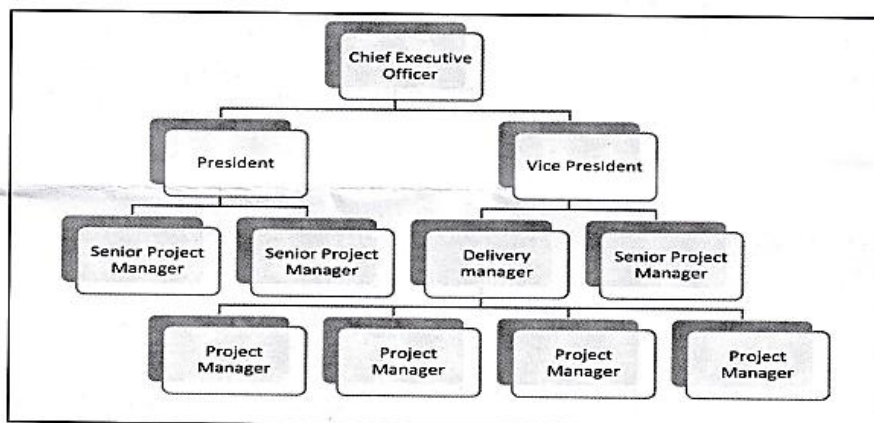 Chief Executive
Officer
President
Vice President
Senior Project
Manager
Senior Project
Manager
Delivery
manager
Senior Project
Manager
Project
Manager
Project
Manager
Project
Manager
Project
Manager